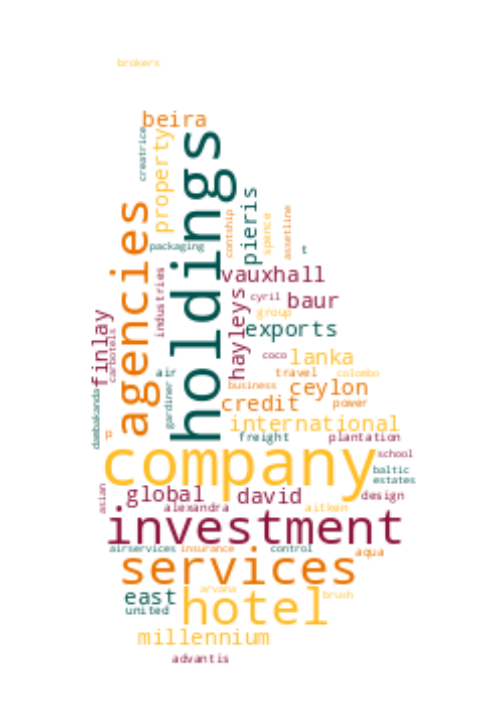 brokers
beira
creatrice
property
holdings
agencies
pieris
contship
spence
assetline
packaging
t
vauxhall
industries
hayleys
cyril
baur
group
exports
finlay
carbotels
coco
lanka
air
travel
colombo
business
ceylon
dambakanda
gardiner
credit
power
international
p
freight
plantation
company
school
baltic
estates
asian
global
david
design
alexandra
aitken
investment
airservices
insurance
control
aqua
services
east
arvana
brush
united
hotel
millennium
advantis